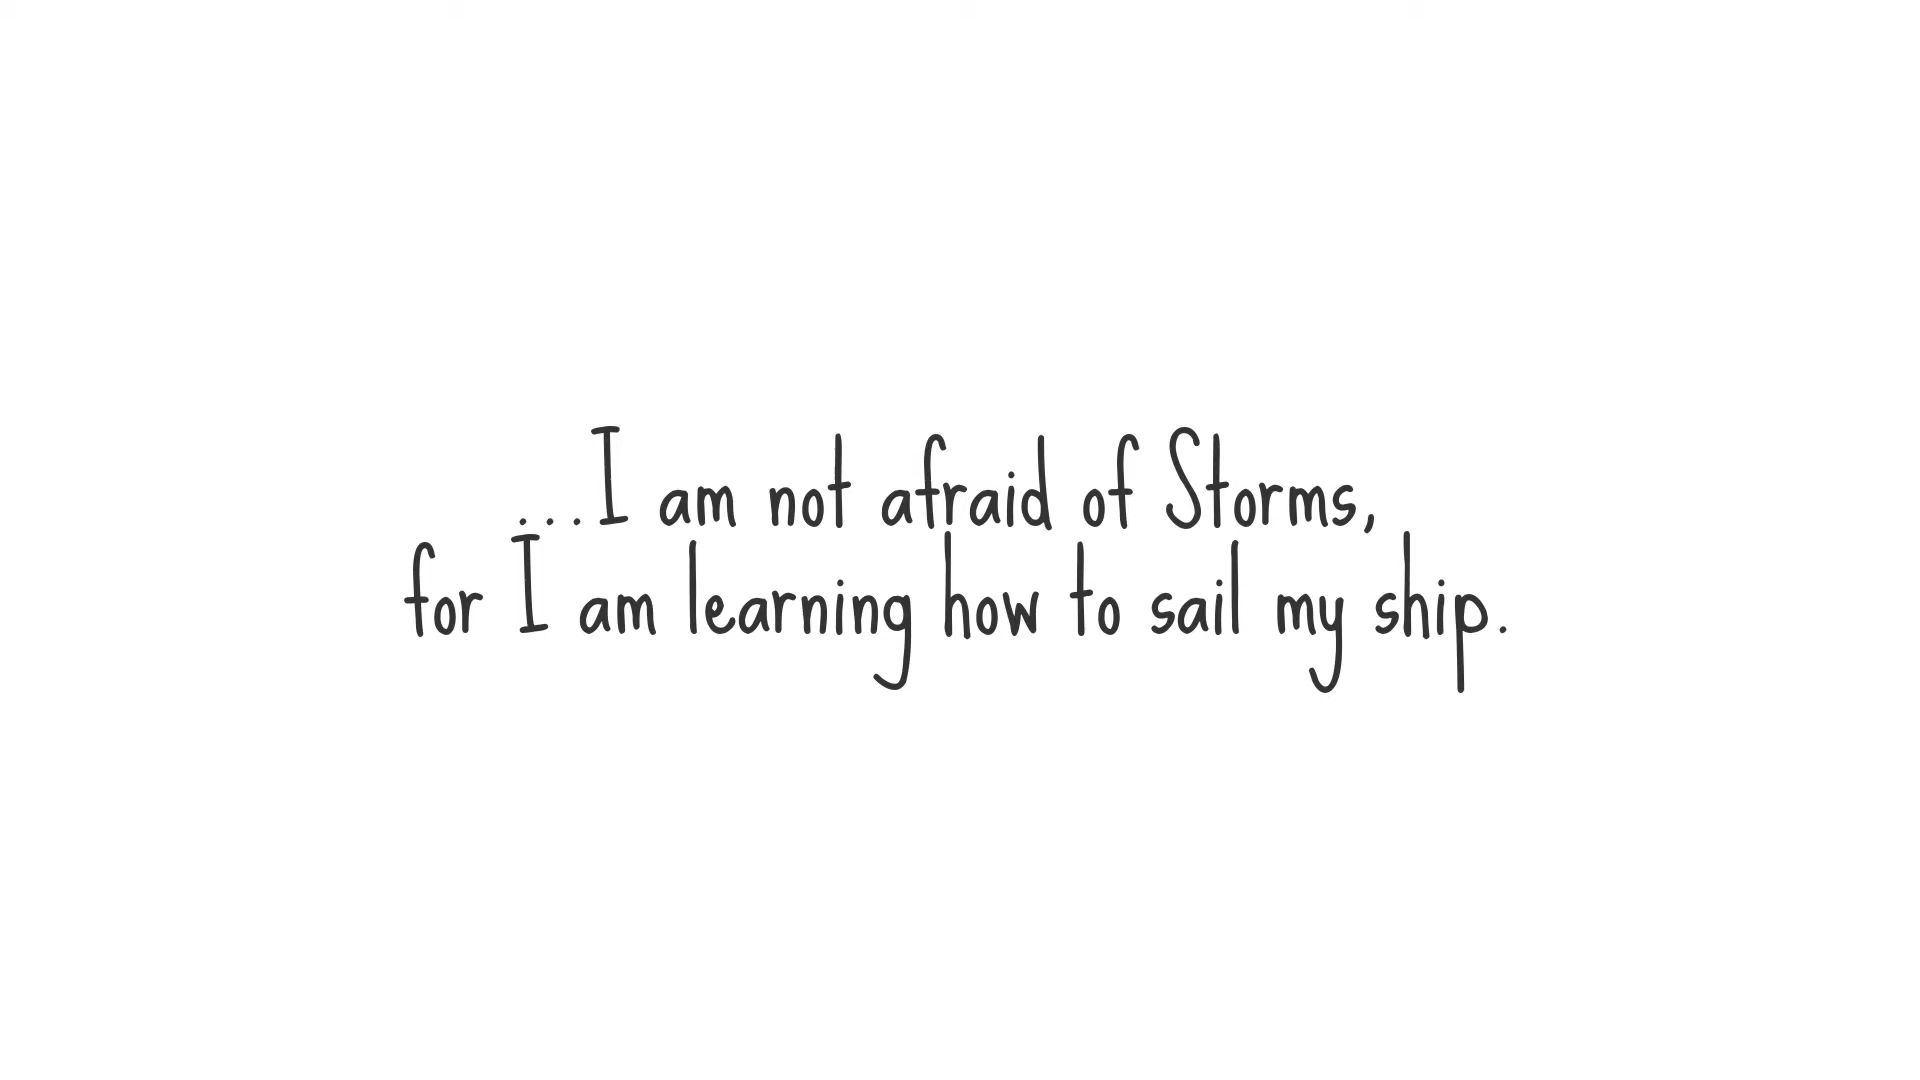 ...I am not afraid of Storms,
for I am learning how to sail my ship.